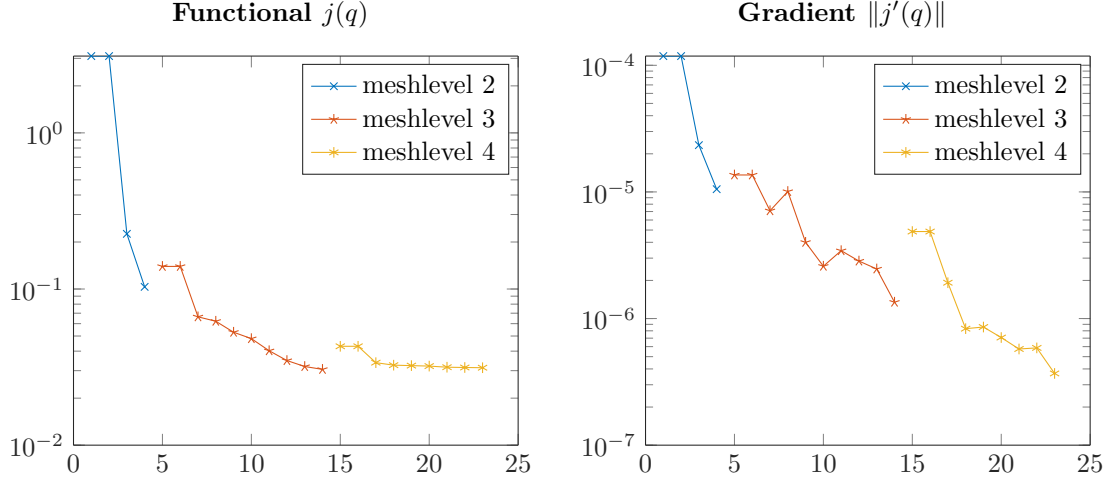 Functional j(q)
meshlevel 2
meshlevel 3
meshlevel 4
10^0
10^{-1}
10^{-2}
0 5 10 15 20 25
Gradient ‖j′(q)‖
meshlevel 2
meshlevel 3
meshlevel 4
10^{-4}
10^{-5}
10^{-6}
10^{-7}
0 5 10 15 20 25